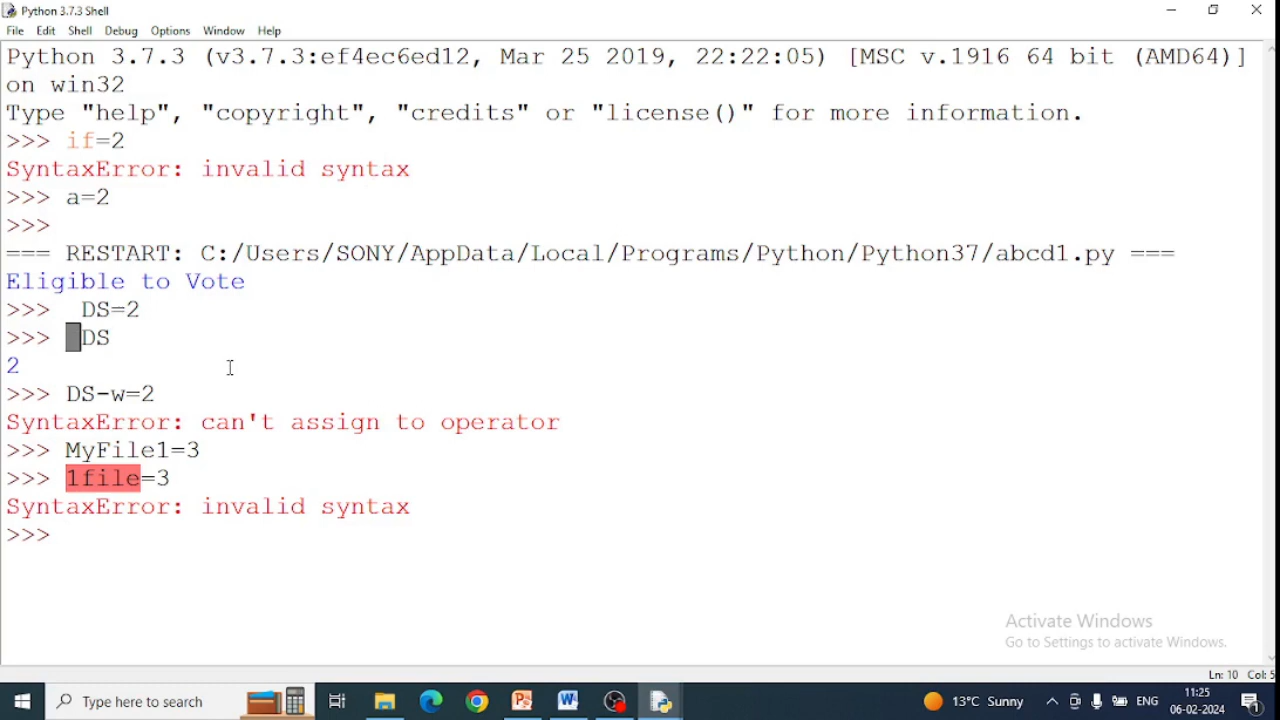 Python 3.7.3 Shell
File Edit Shell Debug Options Window Help
Python 3.7.3 (v3.7.3:ef4ec6ed12, Mar 25 2019, 22:22:05) [MSC v.1916 64 bit (AMD64)]
on win32
Type "help", "copyright", "credits" or "license()" for more information.
>>> if=2
SyntaxError: invalid syntax
>>> a=2
>>>
=== RESTART: C:/Users/SONY/AppData/Local/Programs/Python/Python37/abcd1.py ===
Eligible to Vote
>>> _DS=2
>>> _DS
2
>>> DS-w=2
SyntaxError: can't assign to operator
>>> MyFile1=3
>>> 1file=3
SyntaxError: invalid syntax
>>>
Activate Windows
Go to Settings to activate Windows.
Ln: 10 Col: 5
Type here to search
13°C Sunny
ENG
11:25
06-02-2024
1